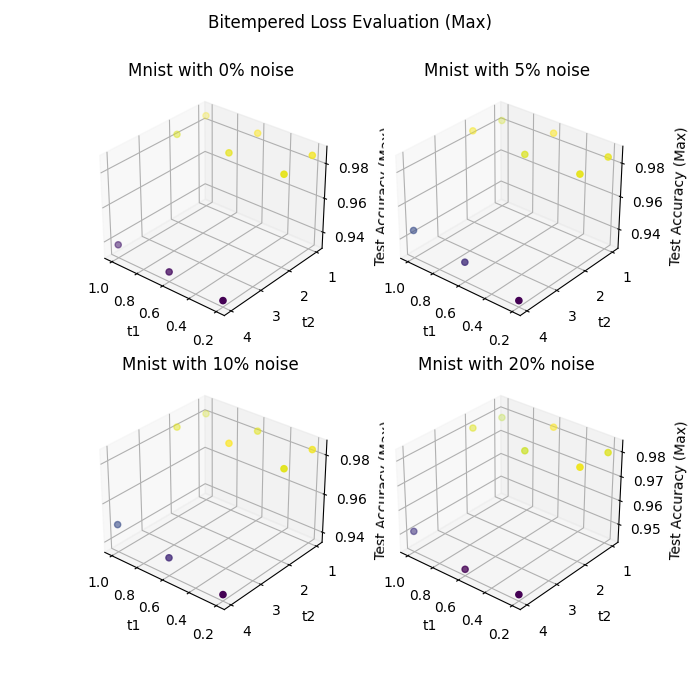 Bitempered Loss Evaluation (Max)
Mnist with 0% noise
0.98
0.96
0.94
Test Accuracy (Max)
1.0
0.8
0.6
0.4
0.2
t1
1
2
3
4
t2
Mnist with 5% noise
0.98
0.96
0.94
Test Accuracy (Max)
1.0
0.8
0.6
0.4
0.2
t1
1
2
3
4
t2
Mnist with 10% noise
0.98
0.96
0.94
Test Accuracy (Max)
1.0
0.8
0.6
0.4
0.2
t1
1
2
3
4
t2
Mnist with 20% noise
0.98
0.97
0.96
0.95
Test Accuracy (Max)
1.0
0.8
0.6
0.4
0.2
t1
1
2
3
4
t2